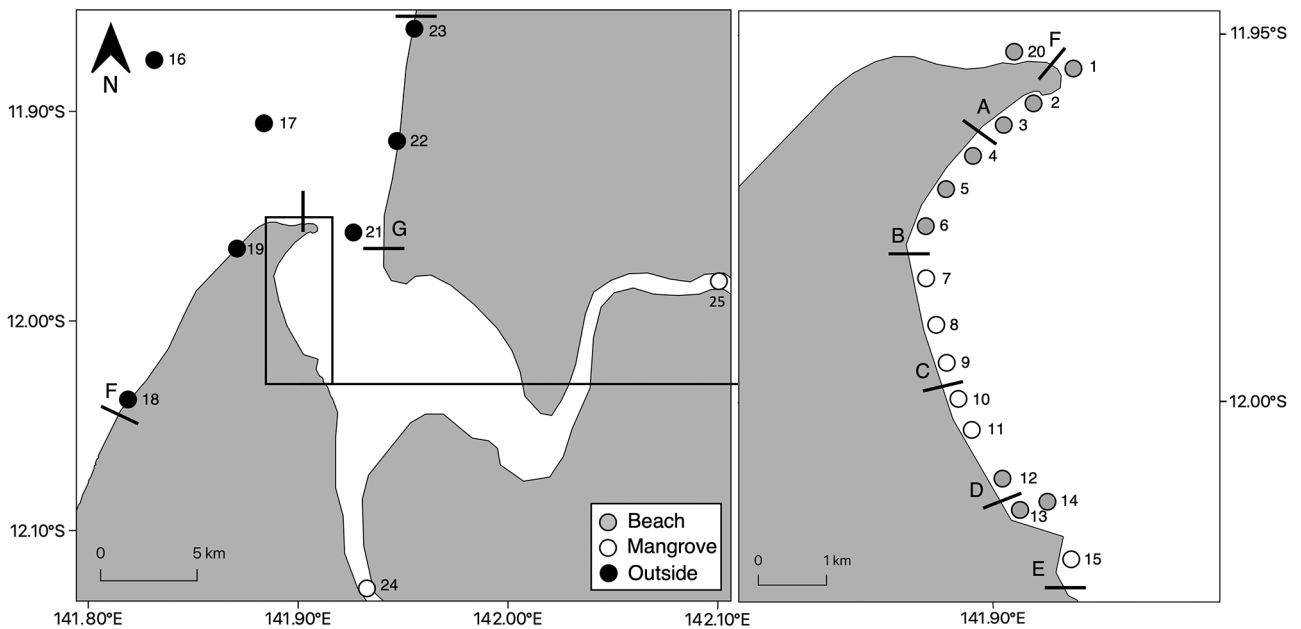 23
16
N
11.90°S
17
22
21
G
19
25
12.00°S
F
18
Beach
Mangrove
Outside
0
5 km
12.10°S
24
141.80°E
141.90°E
142.00°E
142.10°E
11.95°S
20
F
1
2
A
3
4
5
6
B
7
8
9
C
10
12.00°S
11
12
D
14
13
15
E
0
1 km
141.90°E